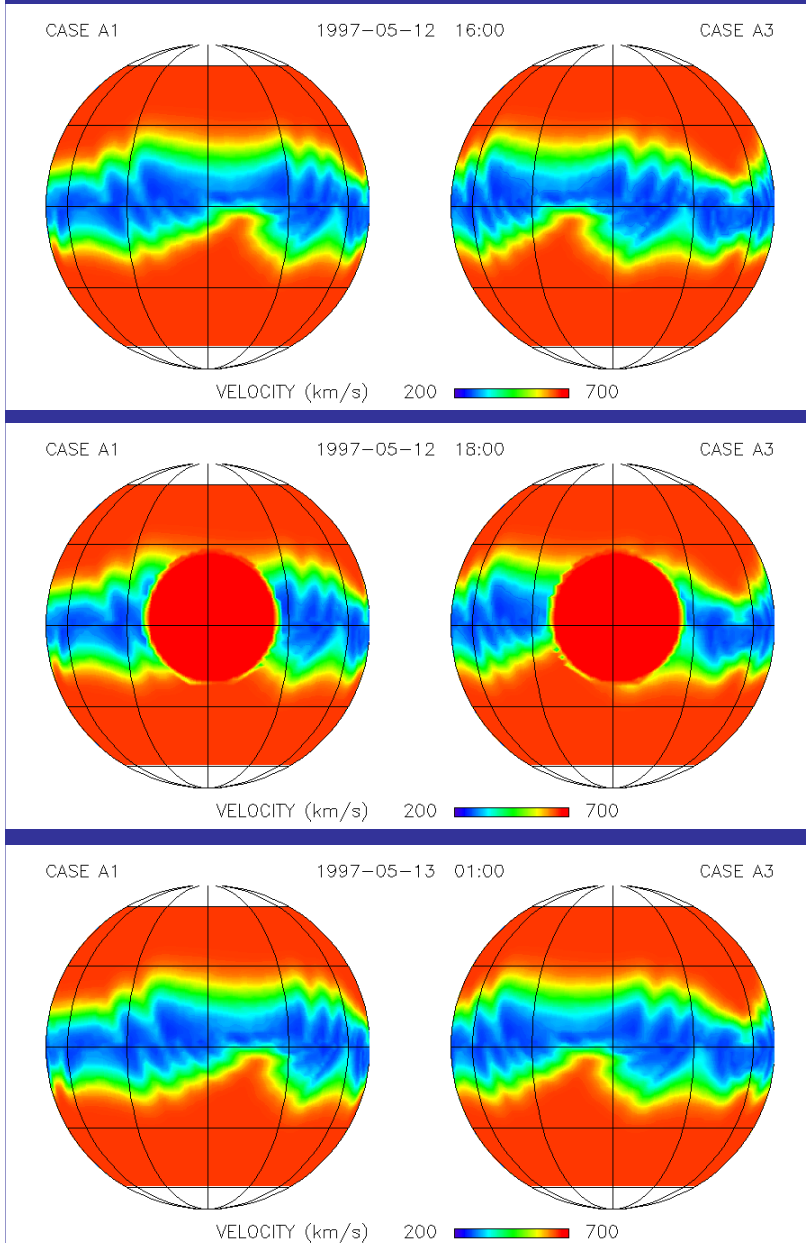 CASE A1 1997-05-12 16:00 CASE A3
VELOCITY (km/s) 200 700
CASE A1 1997-05-12 18:00 CASE A3
VELOCITY (km/s) 200 700
CASE A1 1997-05-13 01:00 CASE A3
VELOCITY (km/s) 200 700